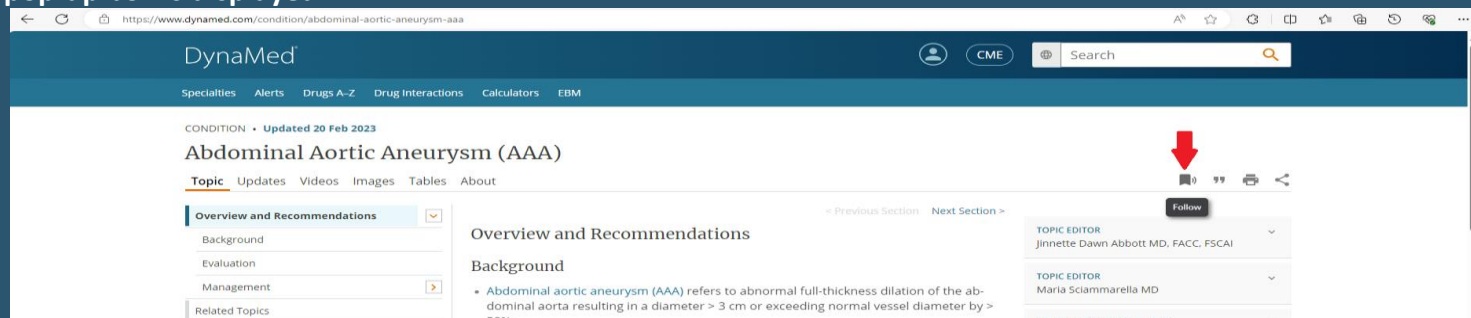 https://www.dynamed.com/condition/abdominal-aortic-aneurysm-aaa
DynaMed
CME
Search
Specialties Alerts Drugs A–Z Drug Interactions Calculators EBM
CONDITION • Updated 20 Feb 2023
Abdominal Aortic Aneurysm (AAA)
Topic Updates Videos Images Tables About
Follow
Overview and Recommendations
Background
Evaluation
Management
Related Topics
< Previous Section Next Section >
Overview and Recommendations
Background
• Abdominal aortic aneurysm (AAA) refers to abnormal full-thickness dilation of the ab-
dominal aorta resulting in a diameter > 3 cm or exceeding normal vessel diameter by >
TOPIC EDITOR
Jinnette Dawn Abbott MD, FACC, FSCAI
TOPIC EDITOR
Maria Sciammarella MD